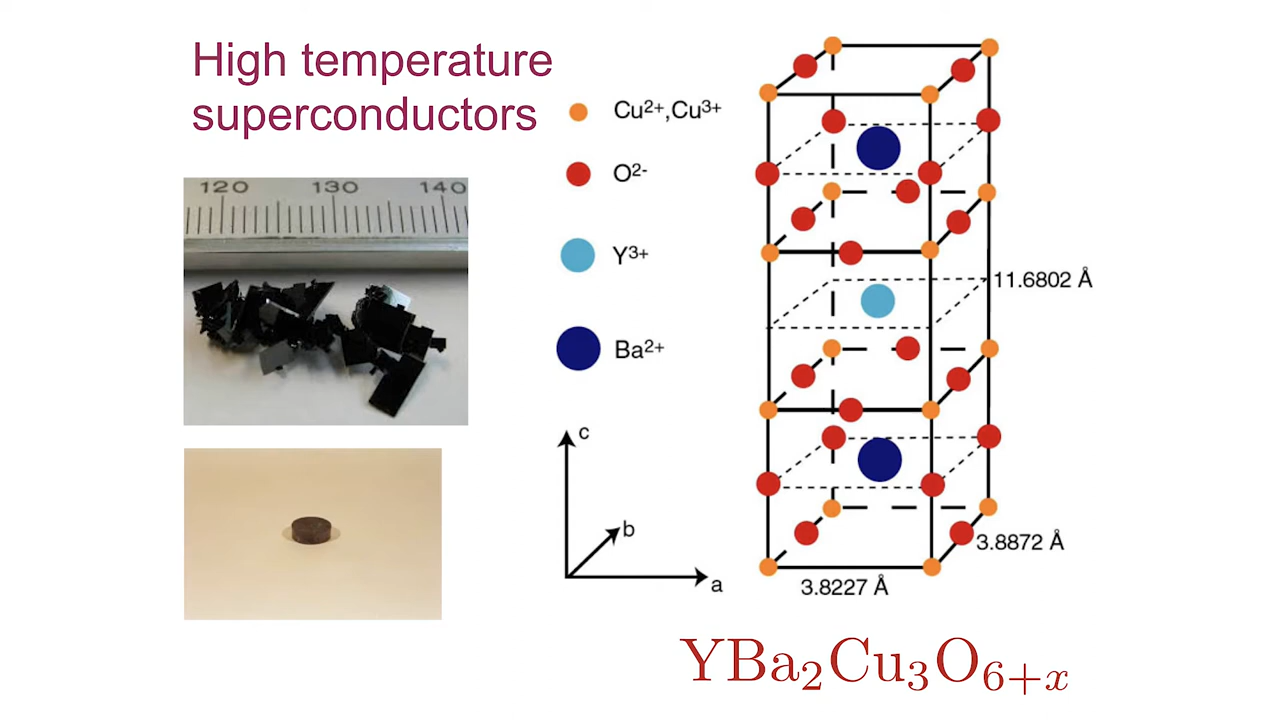 High temperature
superconductors
120 130 140
Cu²⁺,Cu³⁺
O²⁻
Y³⁺
Ba²⁺
c
b
a
11.6802 Å
3.8872 Å
3.8227 Å
YBa₂Cu₃O₆₊ₓ